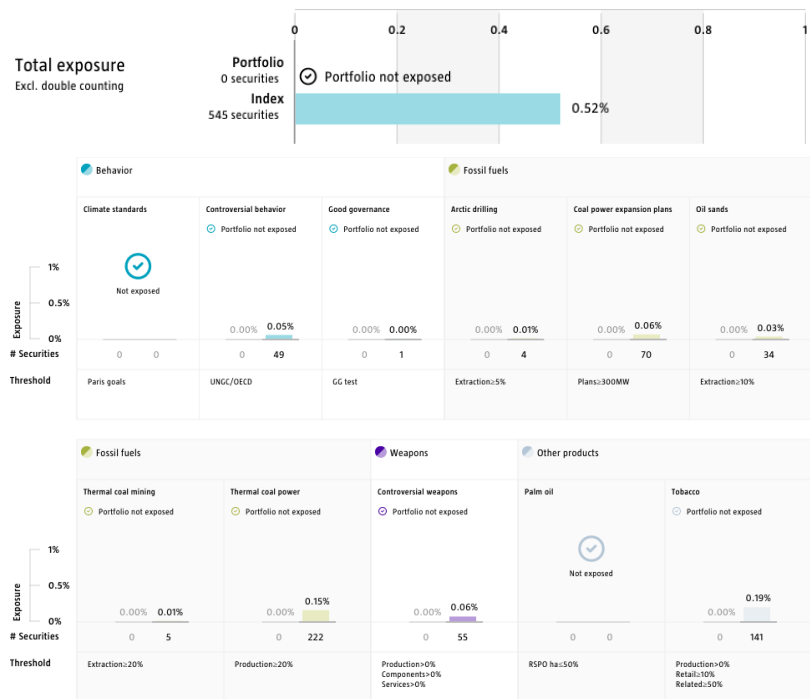 0 0.2 0.4 0.6 0.8 1
Total exposure
Excl. double counting
Portfolio
0 securities
Portfolio not exposed
Index
545 securities
0.52%
Behavior
Fossil fuels
Climate standards
Controversial behavior
Good governance
Arctic drilling
Coal power expansion plans
Oil sands
Portfolio not exposed
Portfolio not exposed
Portfolio not exposed
Portfolio not exposed
Portfolio not exposed
Not exposed
Exposure
1%
0.5%
0%
0.00% 0.05%
0.00% 0.00%
0.00% 0.01%
0.00% 0.06%
0.00% 0.03%
# Securities
0 0
0 49
0 1
0 4
0 70
0 34
Threshold
Paris goals
UNGC/OECD
GG test
Extraction≥5%
Plans≥300MW
Extraction≥10%
Fossil fuels
Weapons
Other products
Thermal coal mining
Thermal coal power
Controversial weapons
Palm oil
Tobacco
Portfolio not exposed
Portfolio not exposed
Portfolio not exposed
Portfolio not exposed
Not exposed
Exposure
1%
0.5%
0%
0.00% 0.01%
0.00% 0.15%
0.00% 0.06%
0.00% 0.19%
# Securities
0 5
0 222
0 55
0 0
0 141
Threshold
Extraction≥20%
Production≥20%
Production>0%
Components>0%
Services>0%
RSPO ha≤50%
Production>0%
Retail≥10%
Related≥50%